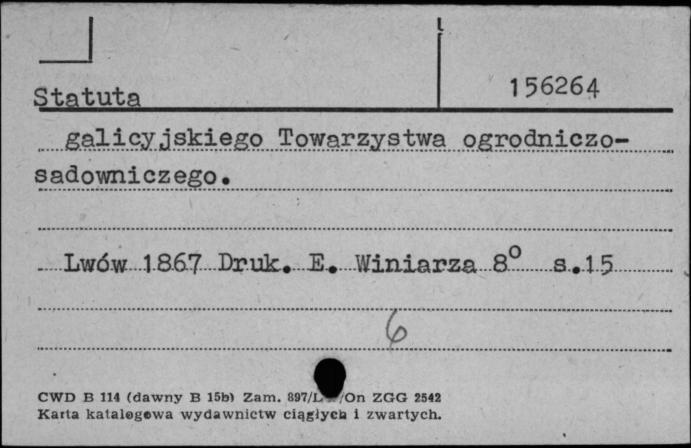 156264
Statuta
galicyjskiego Towarzystwa ogrodniczo-
sadowniczego.
Lwów 1867 Druk. E. Winiarza 8° s.15
6
CWD B 114 (dawny B 15b) Zam. 897/L /On ZGG 2542
Karta katalogowa wydawnictw ciągłych i zwartych.